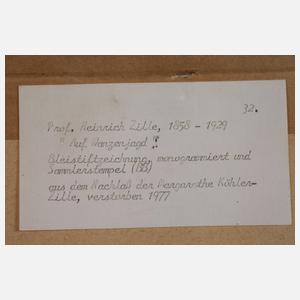 32.
Prof. Heinrich Zille, 1858 - 1929
" Auf Wanzenjagd "
Bleistiftzeichnung, monogrammiert und
Sammlerstempel (BB)
aus dem Nachlaß der Margarethe Köhler-
Zille, verstorben 1977